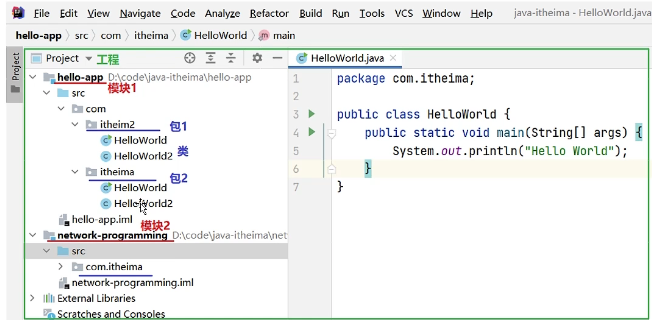 File Edit View Navigate Code Analyze Refactor Build Run Tools VCS Window Help java-itheima - HelloWorld.java
hello-app src com itheima HelloWorld main
Project
Project 工程
HelloWorld.java
hello-app D:\code\java-itheima\hello-app
模块1
src
com
itheim2 包1
HelloWorld
HelloWorld2 类
itheima 包2
HelloWorld
HelloWorld2
hello-app.iml
模块2
network-programming D:\code\java-itheima\net
src
com.itheima
network-programming.iml
External Libraries
Scratches and Consoles
1 package com.itheima;
2
3 public class HelloWorld {
4 public static void main(String[] args) {
5 System.out.println("Hello World");
6 }
7 }